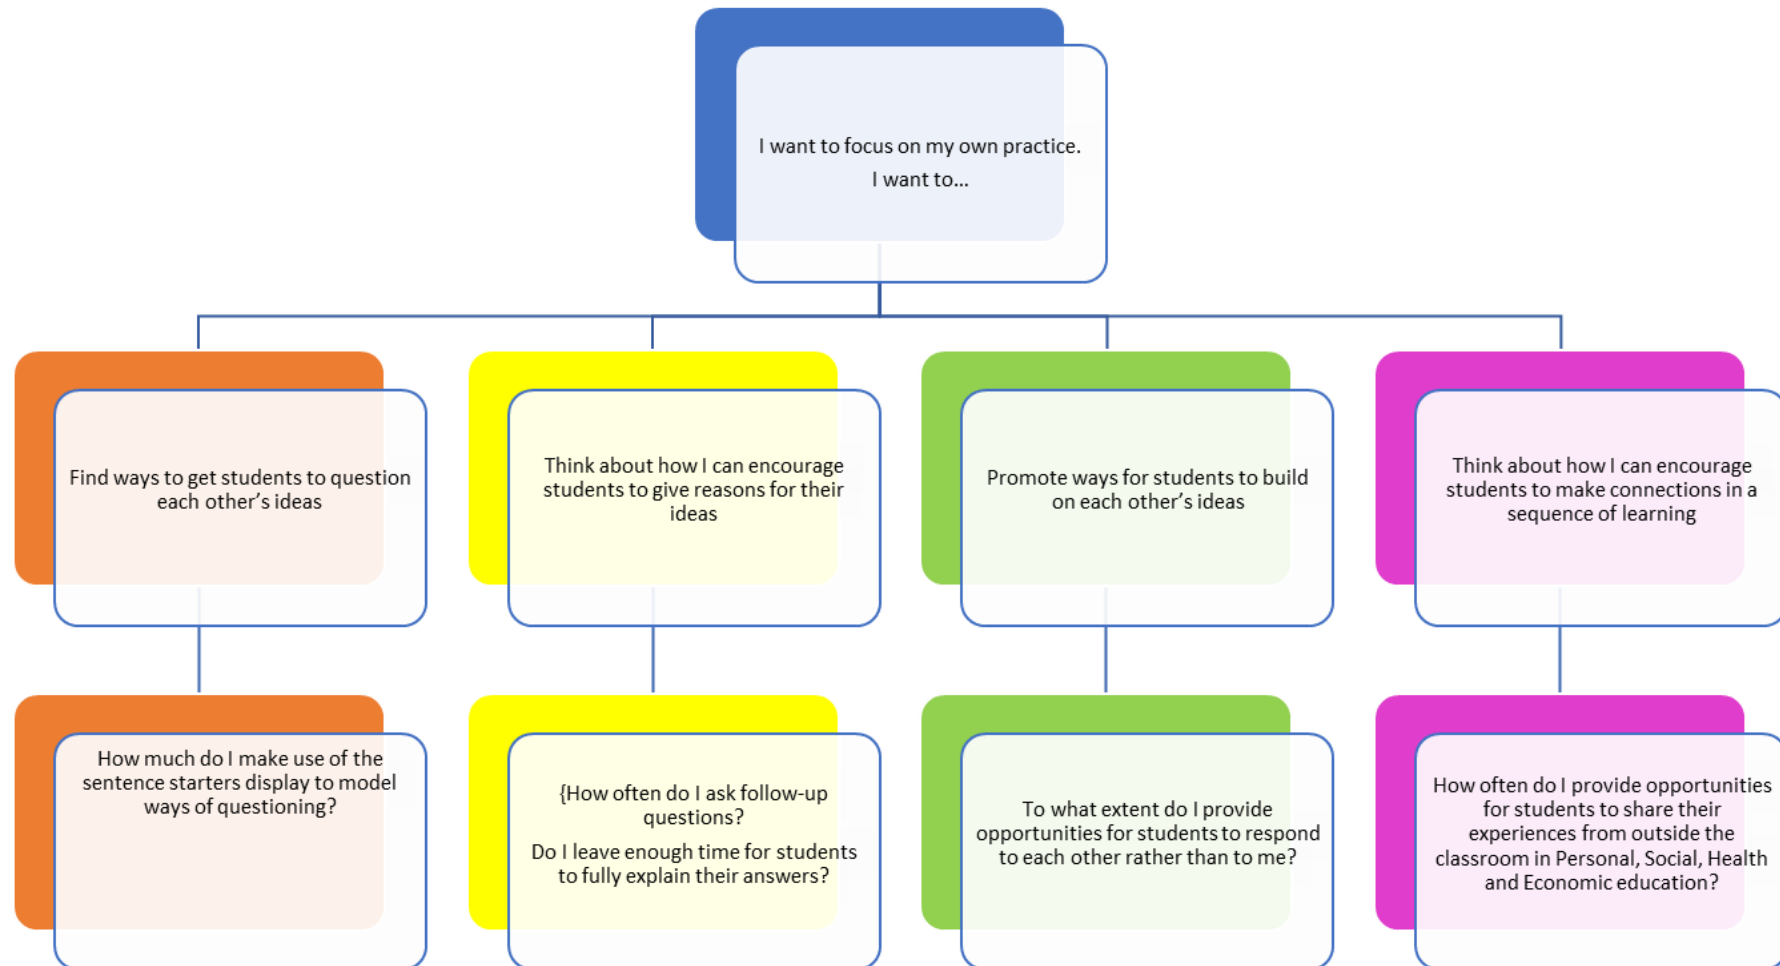 I want to focus on my own practice.
I want to...
Find ways to get students to question
each other’s ideas
Think about how I can encourage
students to give reasons for their
ideas
Promote ways for students to build
on each other’s ideas
Think about how I can encourage
students to make connections in a
sequence of learning
How much do I make use of the
sentence starters display to model
ways of questioning?
{How often do I ask follow-up
questions?
Do I leave enough time for students
to fully explain their answers?
To what extent do I provide
opportunities for students to respond
to each other rather than to me?
How often do I provide opportunities
for students to share their
experiences from outside the
classroom in Personal, Social, Health
and Economic education?